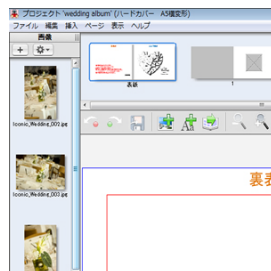 プロジェクト 'wedding album' (ハードカバー A5横変形)
ファイル 編集 挿入 ページ 表示 ヘルプ
画像
表紙
1
Iconic_Wedding_002.jpg
Iconic_Wedding_003.jpg
裏表